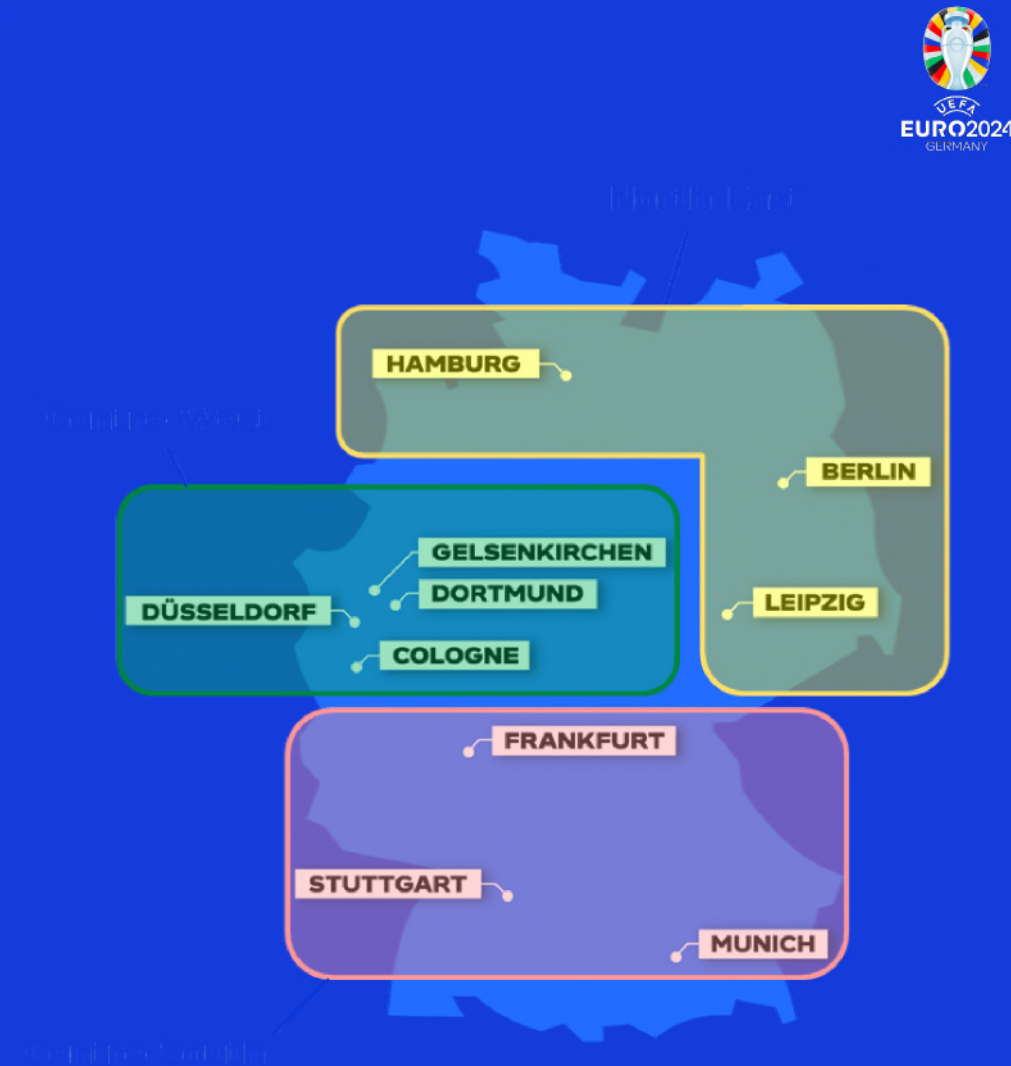 UEFA
EURO2024
GERMANY
HAMBURG
BERLIN
GELSENKIRCHEN
DORTMUND
DÜSSELDORF
LEIPZIG
COLOGNE
FRANKFURT
STUTTGART
MUNICH